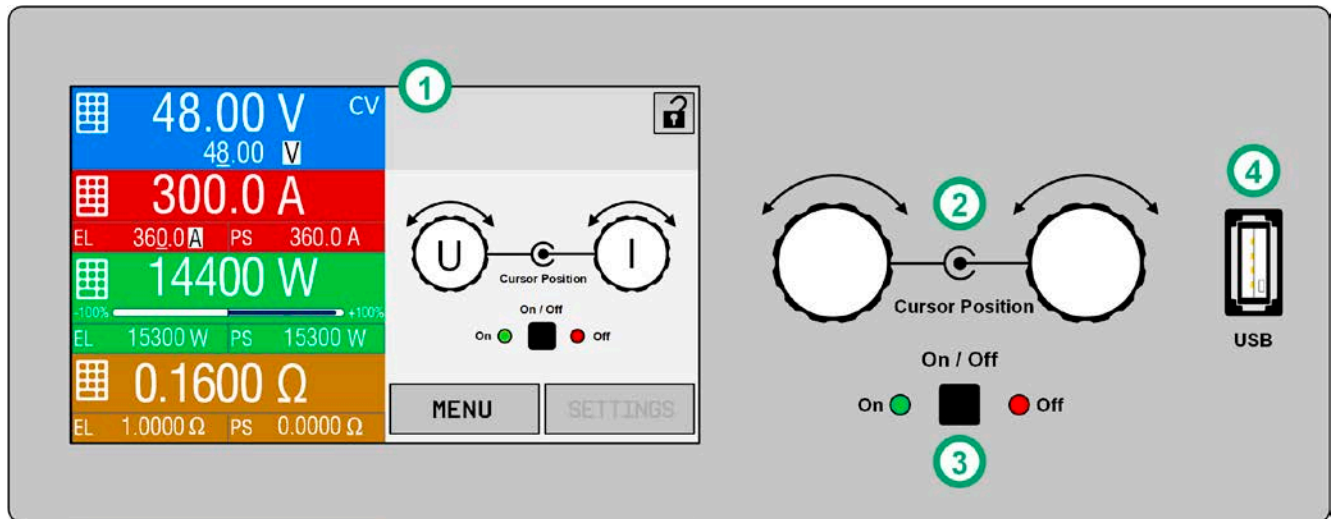 1
48.00 V CV
48.00 V
300.0 A
EL 360.0 A PS 360.0 A
14400 W
-100% +100%
EL 15300 W PS 15300 W
0.1600 Ω
EL 1.0000 Ω PS 0.0000 Ω
U I
Cursor Position
On / Off
On Off
MENU SETTINGS
2
Cursor Position
On / Off
On Off
3
4
USB